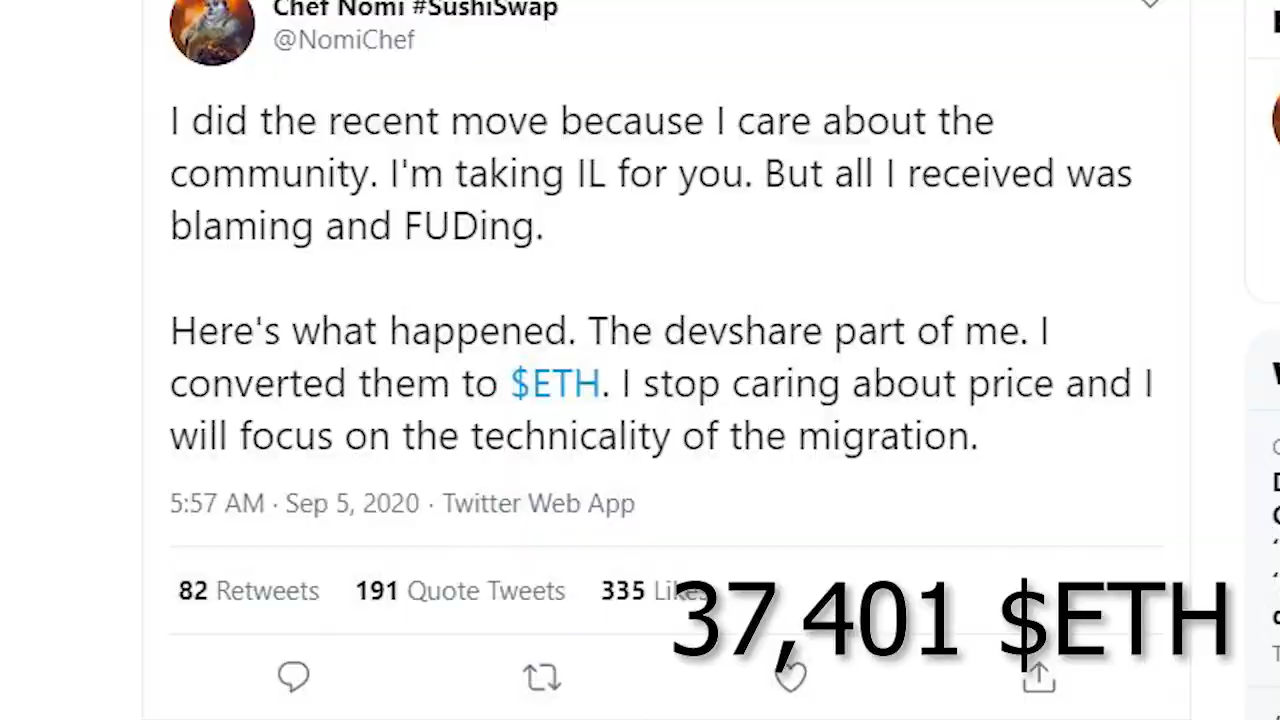 Chef Nomi #SushiSwap
@NomiChef
I did the recent move because I care about the
community. I'm taking IL for you. But all I received was
blaming and FUDing.
Here's what happened. The devshare part of me. I
converted them to $ETH. I stop caring about price and I
will focus on the technicality of the migration.
5:57 AM · Sep 5, 2020 · Twitter Web App
82 Retweets 191 Quote Tweets 335 Likes
37,401 $ETH